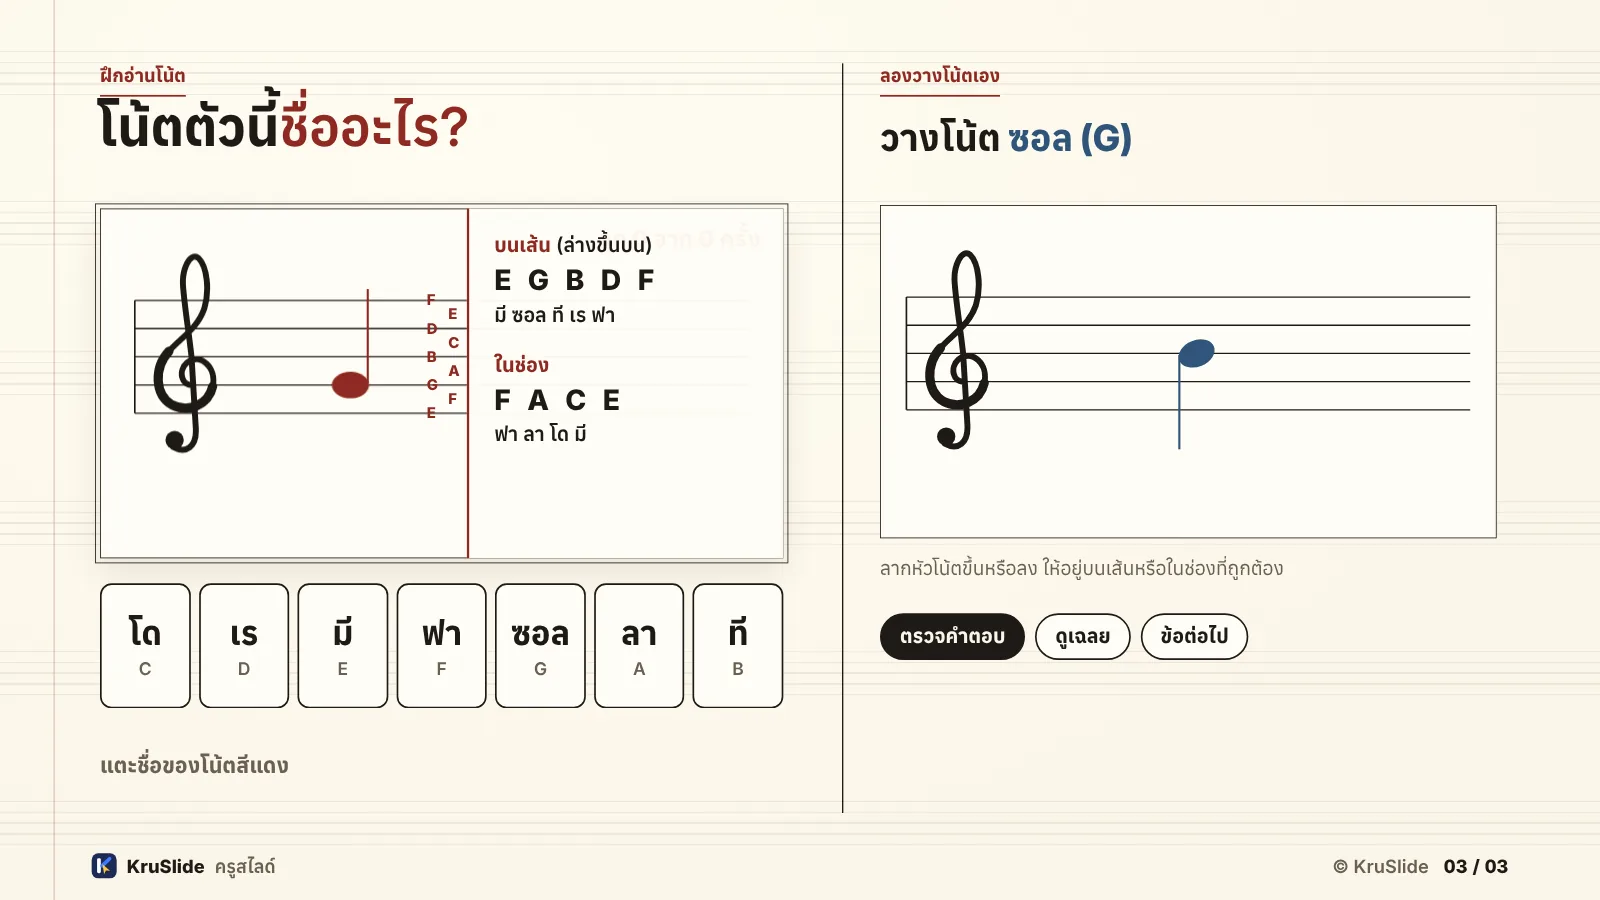 ฝึกอ่านโน้ต
โน้ตตัวนี้ชื่ออะไร?
F
E
D
C
B
A
G
F
E
บนเส้น (ล่างขึ้นบน)
E G B D F
มี ซอล ที เร ฟา
ในช่อง
F A C E
ฟา ลา โด มี
โด เร มี ฟา ซอล ลา ที
C D E F G A B
แตะชื่อของโน้ตสีแดง
ลองวางโน้ตเอง
วางโน้ต ซอล (G)
ลากหัวโน้ตขึ้นหรือลง ให้อยู่บนเส้นหรือในช่องที่ถูกต้อง
ตรวจคำตอบ ดูเฉลย ข้อต่อไป
KruSlide ครูสไลด์
© KruSlide 03 / 03